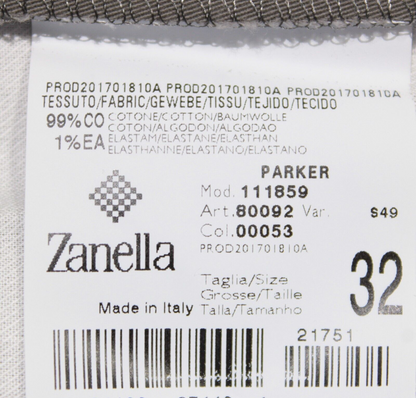 PROD201701810A PROD201701810A PROD201701810A
TESSUTO/FABRIC/GEWEBE/TISSU/TEJIDO/TECIDO
99%CO COTONE/COTTON/BAUMWOLLE
COTON/ALGODON/ALGODAO
1%EA ELASTAM/ELASTANE/ELASTHAN
ELASTHANNE/ELASTANO/ELASTANO
PARKER
Mod. 111859
Art. 80092 Var. S49
Col. 00053
PROD201701810A
Zanella
Taglia/Size
Grosse/Taille
Talla/Tamanho
32
Made in Italy
21751